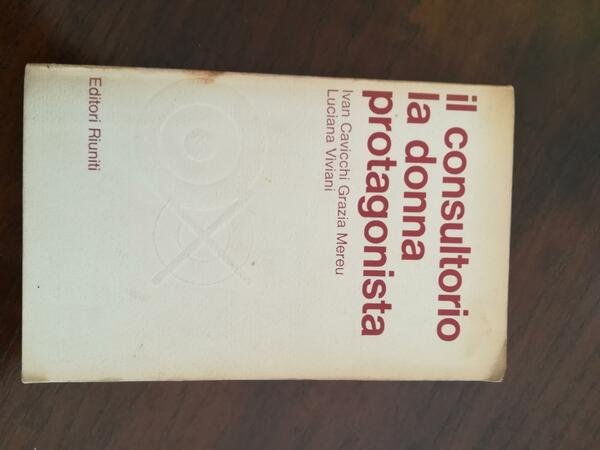 il consultorio
la donna
protagonista
Ivan Cavicchi Grazia Mereu
Luciana Viviani
Editori Riuniti